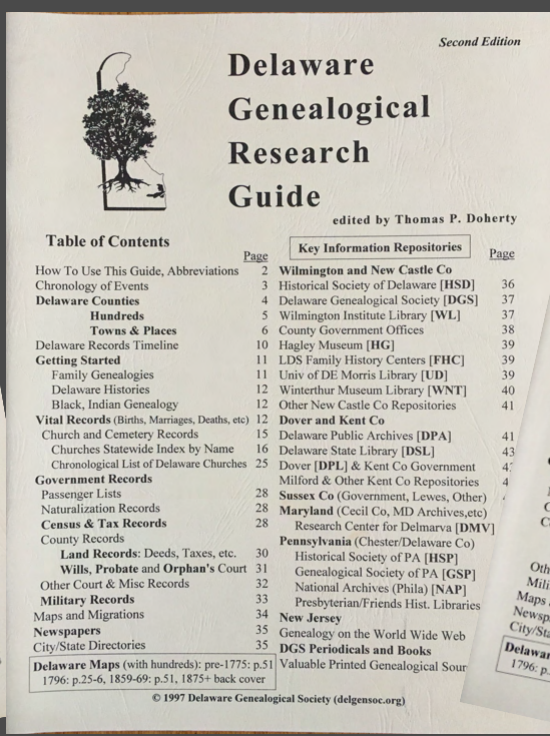 Second Edition
Delaware
Genealogical
Research
Guide
edited by Thomas P. Doherty
Table of Contents
Page
How To Use This Guide, Abbreviations 2
Chronology of Events 3
Delaware Counties 4
Hundreds 5
Towns & Places 6
Delaware Records Timeline 10
Getting Started 11
Family Genealogies 11
Delaware Histories 12
Black, Indian Genealogy 12
Vital Records (Births, Marriages, Deaths, etc) 12
Church and Cemetery Records 15
Churches Statewide Index by Name 16
Chronological List of Delaware Churches 25
Government Records
Passenger Lists 28
Naturalization Records 28
Census & Tax Records 28
County Records
Land Records: Deeds, Taxes, etc. 30
Wills, Probate and Orphan's Court 31
Other Court & Misc Records 32
Military Records 33
Maps and Migrations 34
Newspapers 35
City/State Directories 35
Delaware Maps (with hundreds): pre-1775: p.51
1796: p.25-6, 1859-69: p.51, 1875+ back cover
Key Information Repositories
Page
Wilmington and New Castle Co
Historical Society of Delaware [HSD] 36
Delaware Genealogical Society [DGS] 37
Wilmington Institute Library [WL] 37
County Government Offices 38
Hagley Museum [HG] 39
LDS Family History Centers [FHC] 39
Univ of DE Morris Library [UD] 39
Winterthur Museum Library [WNT] 40
Other New Castle Co Repositories 41
Dover and Kent Co
Delaware Public Archives [DPA] 41
Delaware State Library [DSL] 43
Dover [DPL] & Kent Co Government
Milford & Other Kent Co Repositories
Sussex Co (Government, Lewes, Other)
Maryland (Cecil Co, MD Archives,etc)
Research Center for Delmarva [DMV]
Pennsylvania (Chester/Delaware Co)
Historical Society of PA [HSP]
Genealogical Society of PA [GSP]
National Archives (Phila) [NAP]
Presbyterian/Friends Hist. Libraries
New Jersey
Genealogy on the World Wide Web
DGS Periodicals and Books
Valuable Printed Genealogical Sour
© 1997 Delaware Genealogical Society (delgensoc.org)
Oth
Mili
Maps
Newsp
City/Sta
Delawar
1796: p.